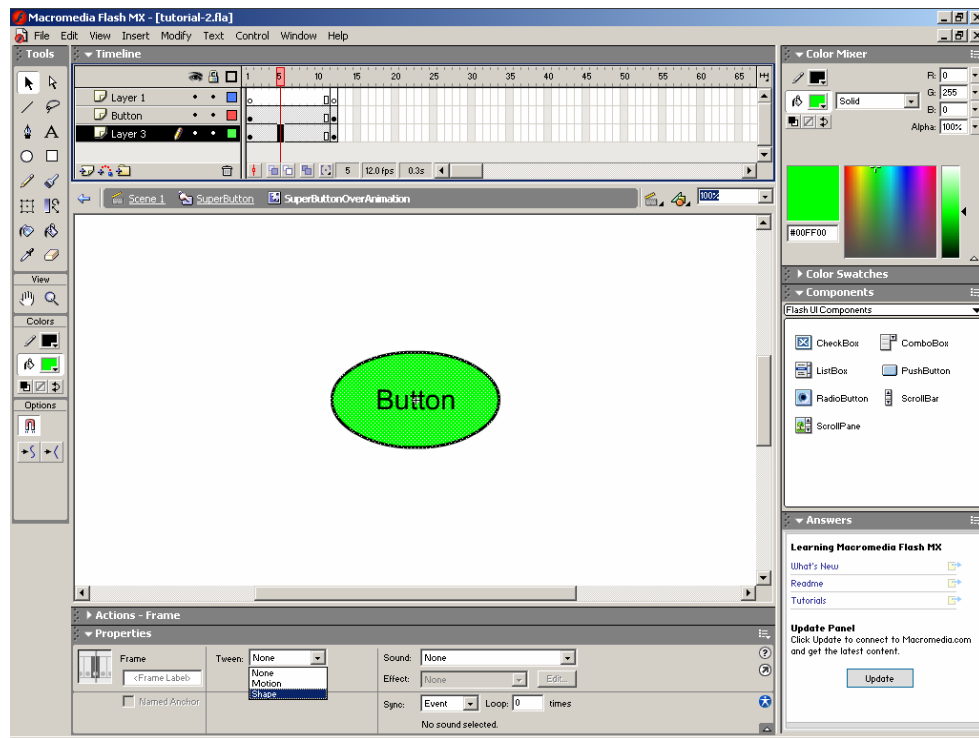 Macromedia Flash MX - [tutorial-2.fla]
File Edit View Insert Modify Text Control Window Help
Tools
Timeline
1 5 10 15 20 25 30 35 40 45 50 55 60 65
Layer 1
Button
Layer 3
5 12.0 fps 0.3s
Scene 1 SuperButton SuperButtonOverAnimation 100%
View
Colors
Options
Button
Color Mixer
R: 0
Solid G: 255
B: 0
Alpha: 100%
#00FF00
Color Swatches
Components
Flash UI Components
CheckBox ComboBox
ListBox PushButton
RadioButton ScrollBar
ScrollPane
Answers
Learning Macromedia Flash MX
What's New
Readme
Tutorials
Update Panel
Click Update to connect to Macromedia.com
and get the latest content.
Update
Actions - Frame
Properties
Frame Tween: None Sound: None
<Frame Label> None Effect: None Edit...
Motion
Shape
Named Anchor Sync: Event Loop: 0 times
No sound selected.